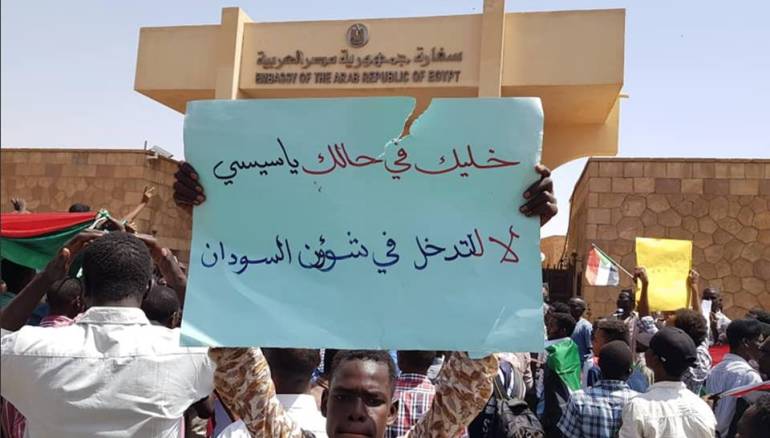 سفارة جمهورية مصر العربية
EMBASSY OF THE ARAB REPUBLIC OF EGYPT
خليك في حالك ياسيسي
لا للتدخل في شؤون السودان